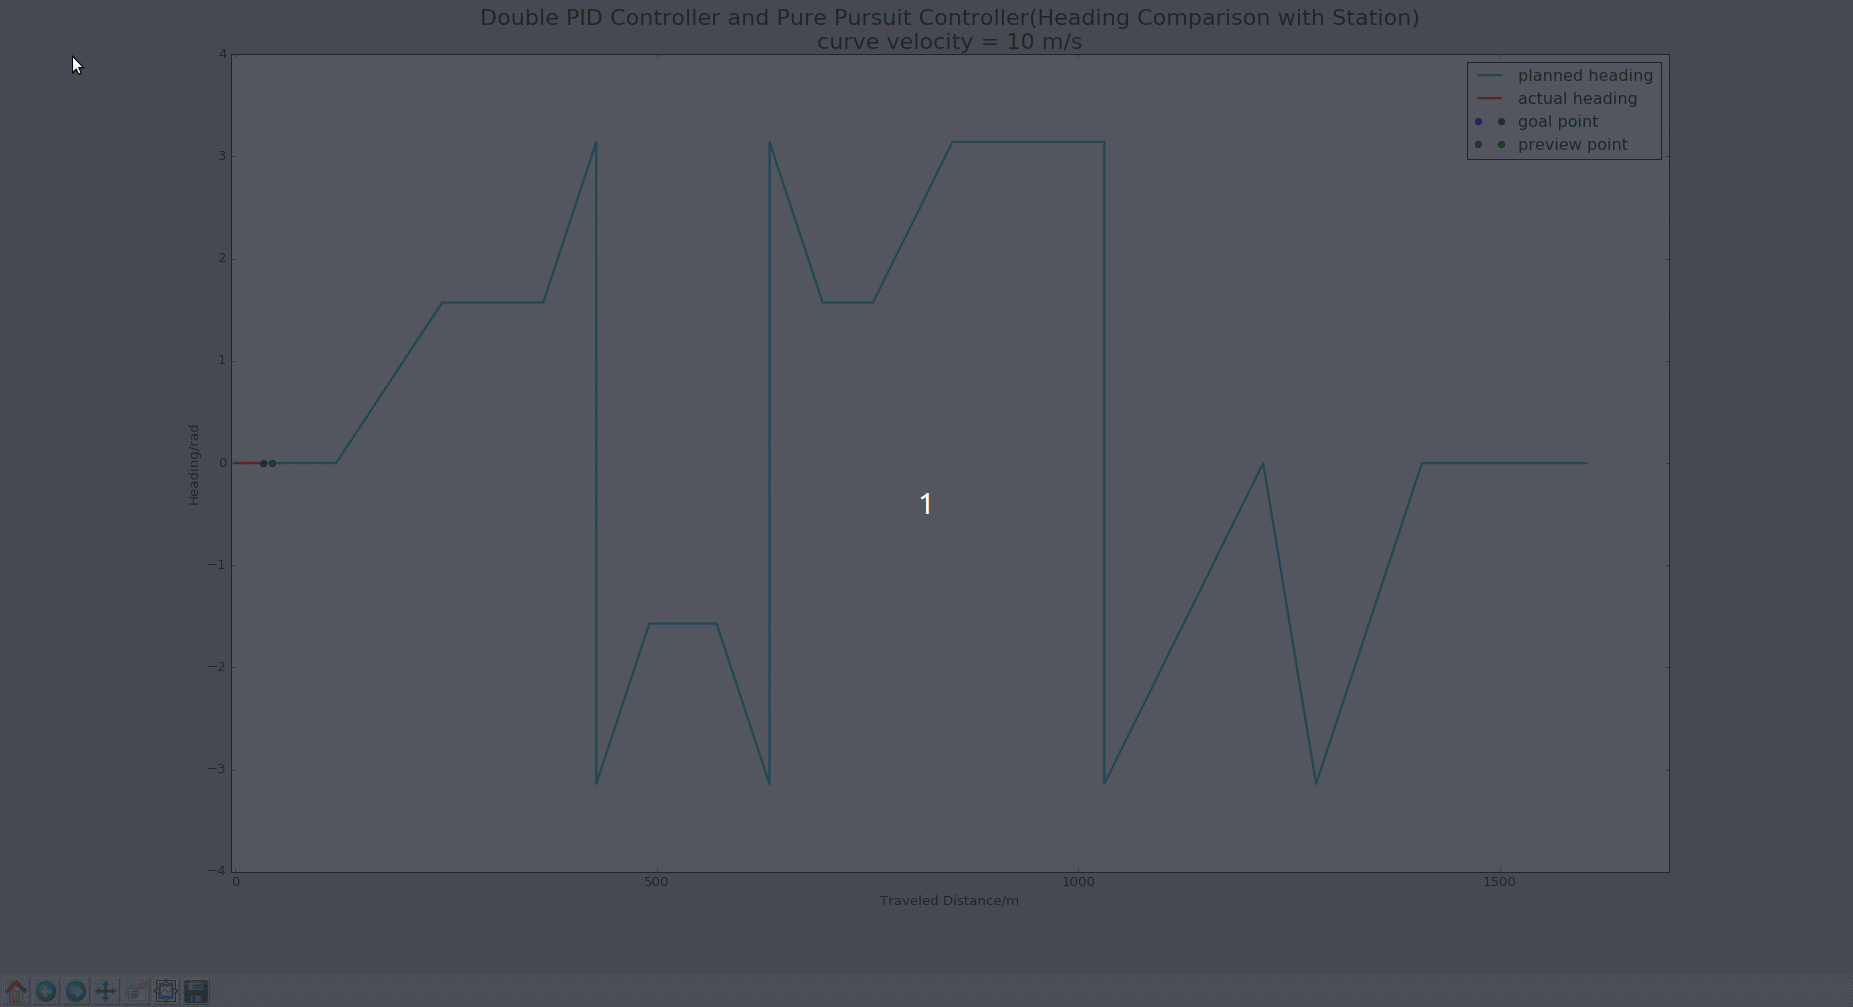 Double PID Controller and Pure Pursuit Controller(Heading Comparison with Station)
curve velocity = 10 m/s
planned heading
actual heading
goal point
preview point
4
3
2
1
0
−1
−2
−3
−4
Heading/rad
1
0
500
1000
1500
Traveled Distance/m